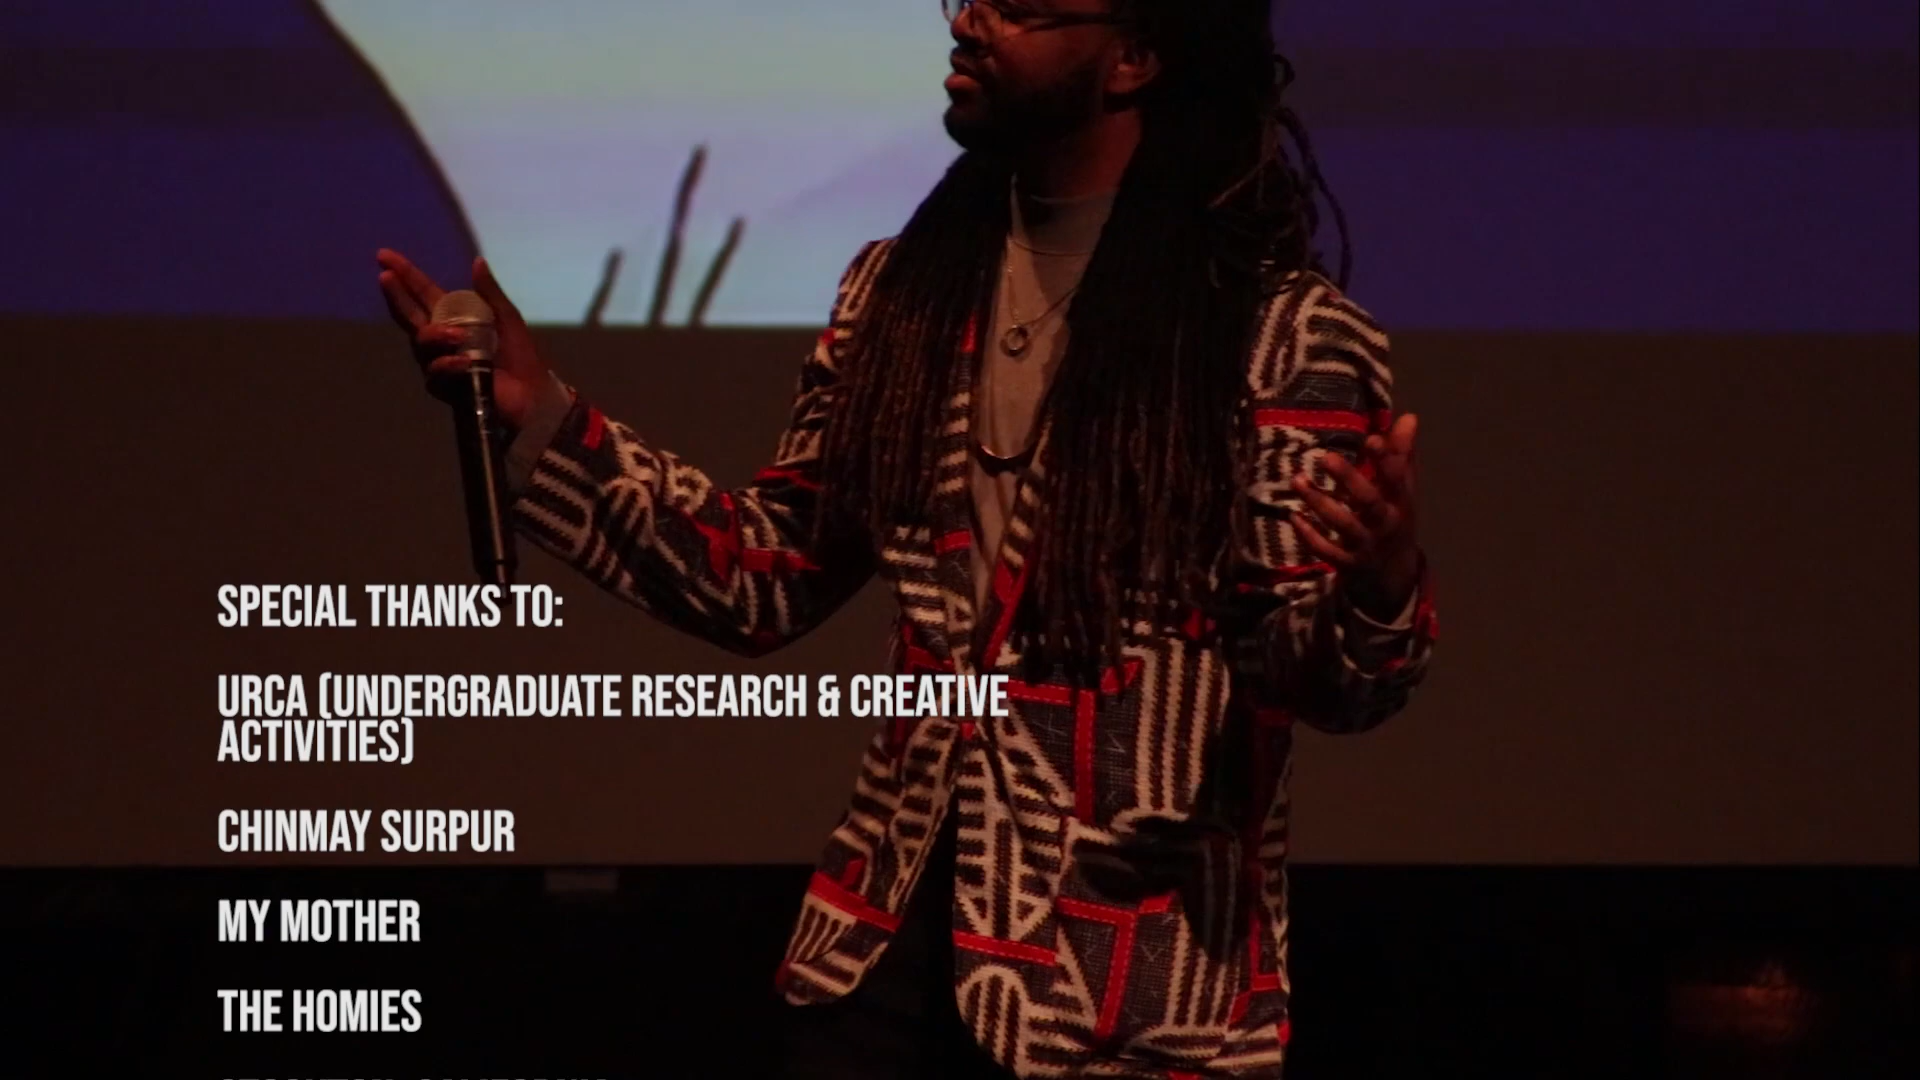 SPECIAL THANKS TO:
URCA (UNDERGRADUATE RESEARCH & CREATIVE
ACTIVITIES)
CHINMAY SURPUR
MY MOTHER
THE HOMIES